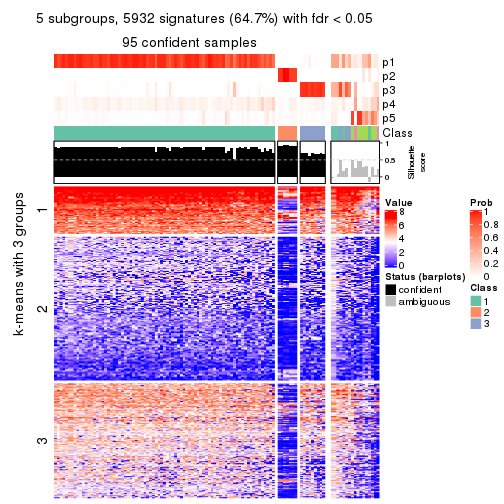 5 subgroups, 5932 signatures (64.7%) with fdr < 0.05
95 confident samples
p1
p2
p3
p4
p5
Class
1
0.5
0
Silhouette
score
k-means with 3 groups
1
2
3
Value
8
6
4
2
0
Status (barplots)
confident
ambiguous
Prob
1
0.8
0.6
0.4
0.2
0
Class
1
2
3